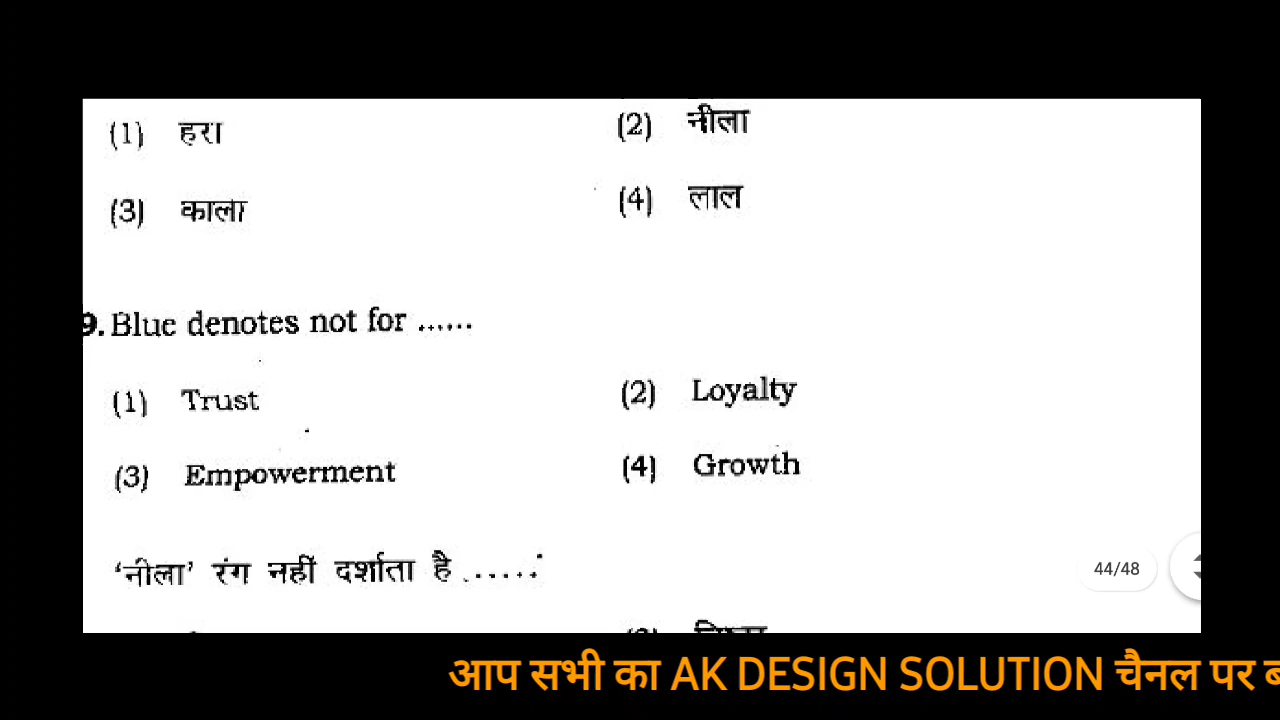 (1) हरा (2) नीला
(3) काला (4) लाल
9. Blue denotes not for ......
(1) Trust (2) Loyalty
(3) Empowerment (4) Growth
‘नीला’ रंग नहीं दर्शाता है ......
44/48
आप सभी का AK DESIGN SOLUTION चैनल पर